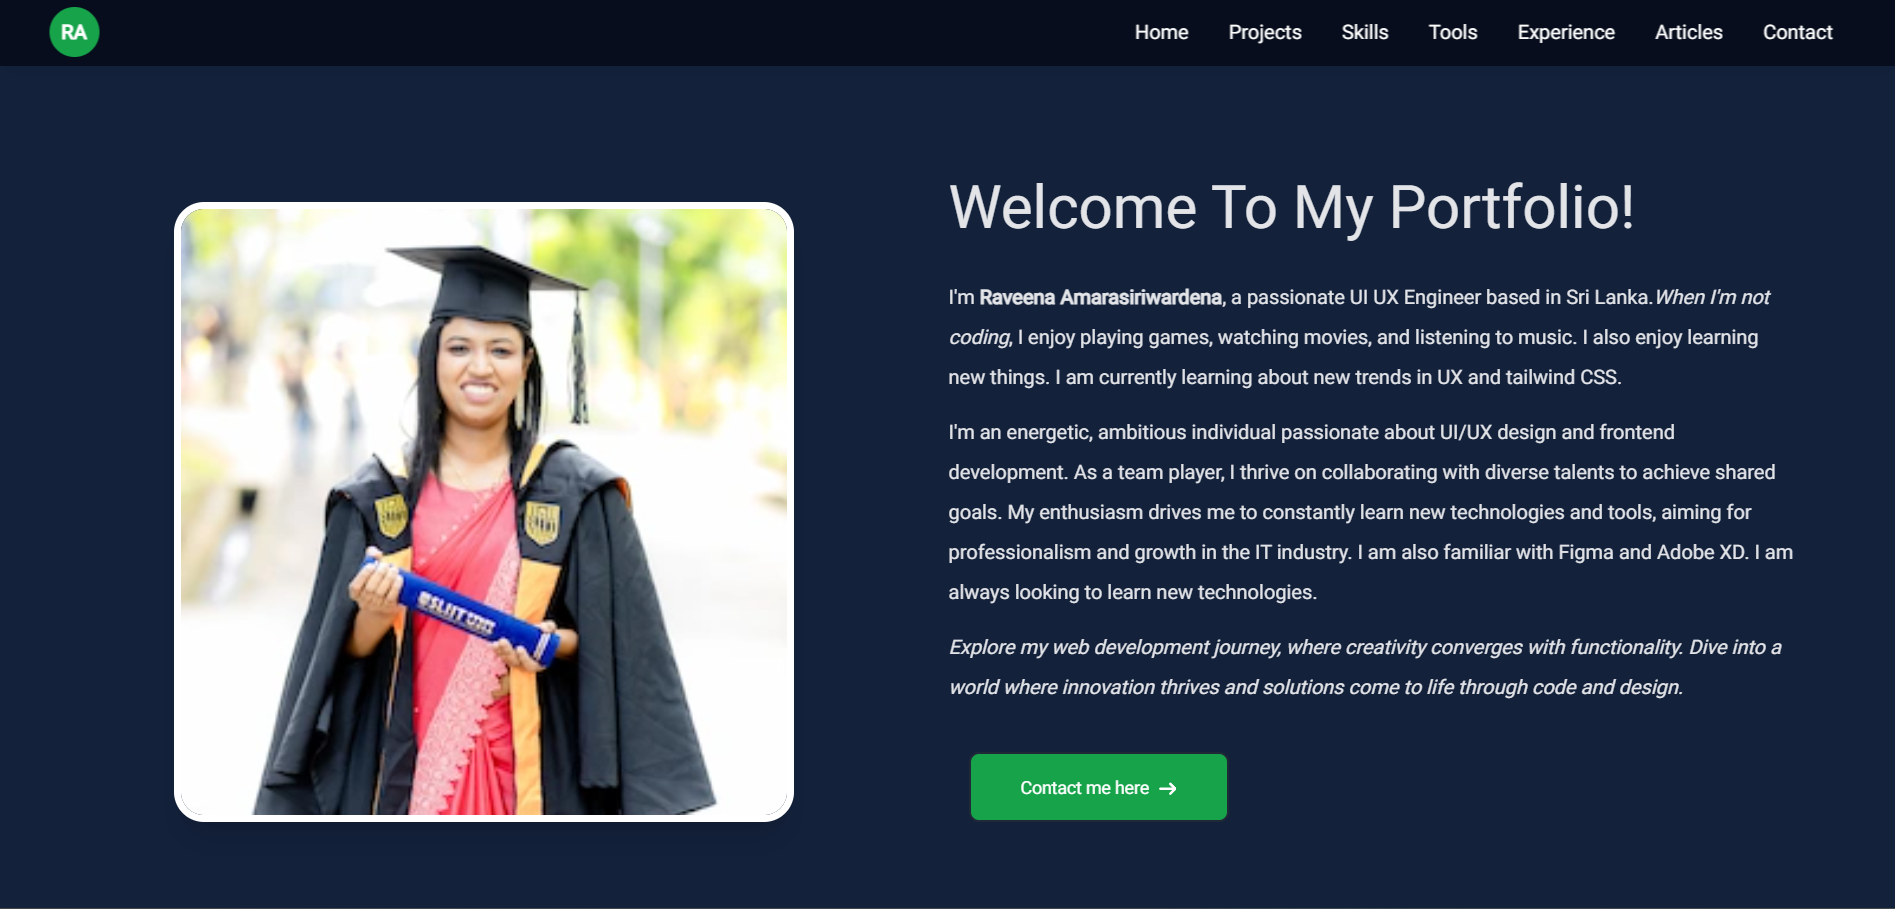 RA
Home Projects Skills Tools Experience Articles Contact
Welcome To My Portfolio!
I'm Raveena Amarasiriwardena, a passionate UI UX Engineer based in Sri Lanka.When I'm not
coding, I enjoy playing games, watching movies, and listening to music. I also enjoy learning
new things. I am currently learning about new trends in UX and tailwind CSS.
I'm an energetic, ambitious individual passionate about UI/UX design and frontend
development. As a team player, I thrive on collaborating with diverse talents to achieve shared
goals. My enthusiasm drives me to constantly learn new technologies and tools, aiming for
professionalism and growth in the IT industry. I am also familiar with Figma and Adobe XD. I am
always looking to learn new technologies.
Explore my web development journey, where creativity converges with functionality. Dive into a
world where innovation thrives and solutions come to life through code and design.
Contact me here →
SLIIT